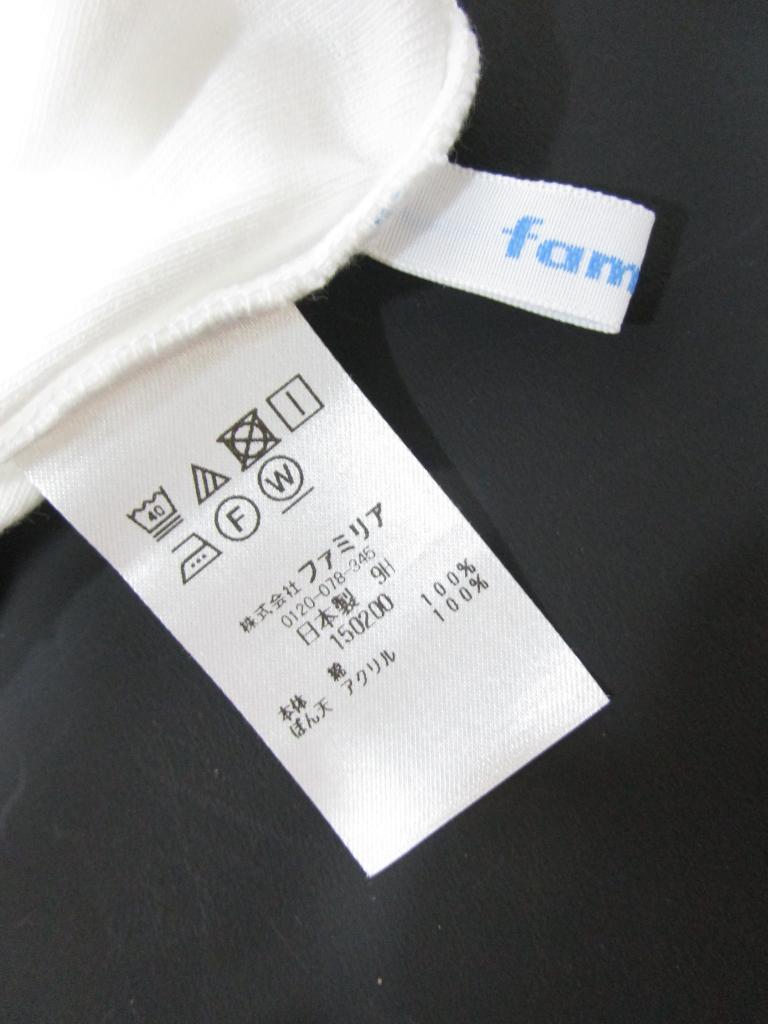 fam
40
F W
株式会社 ファミリア
0120-078-345
日本製 9H
150200
本体 綿 100%
ぼん天 アクリル 100%